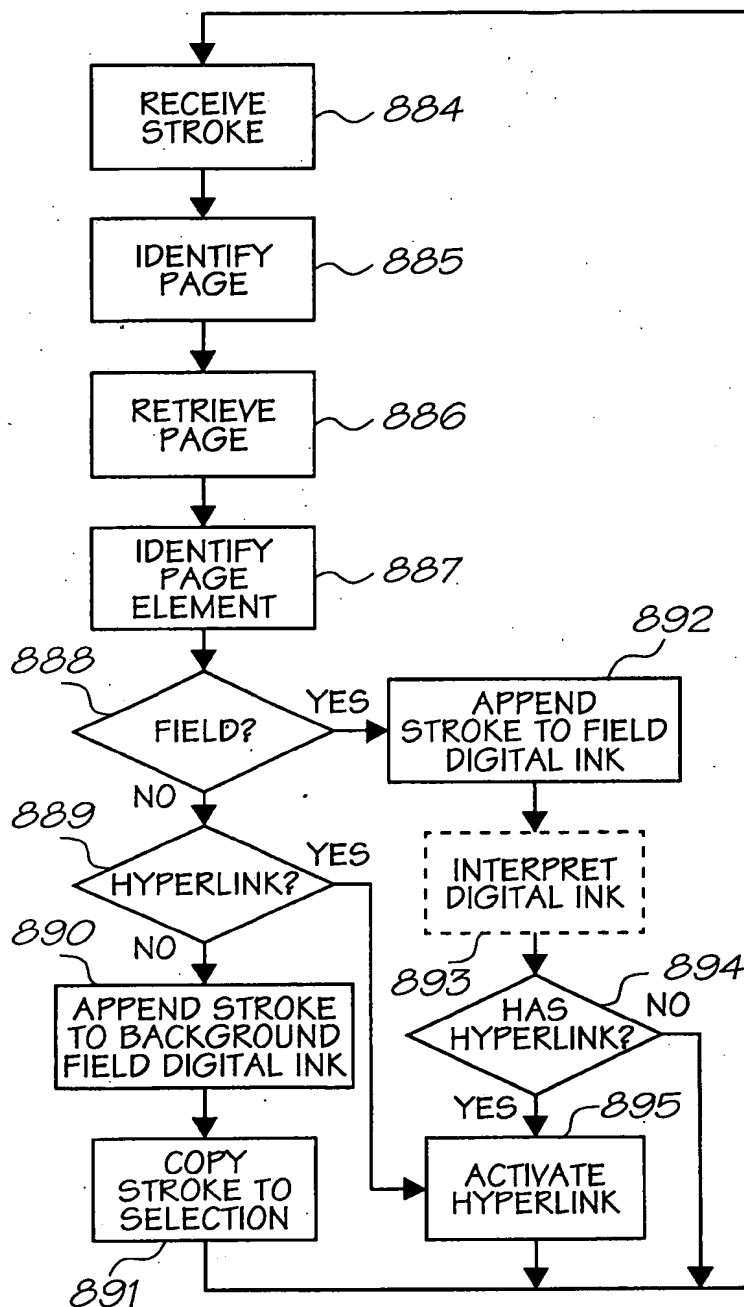 RECEIVE
STROKE
884
IDENTIFY
PAGE
885
RETRIEVE
PAGE
886
IDENTIFY
PAGE
ELEMENT
887
888
FIELD?
YES
NO
892
APPEND
STROKE TO FIELD
DIGITAL INK
889
HYPERLINK?
YES
NO
INTERPRET
DIGITAL INK
893
890
APPEND STROKE
TO BACKGROUND
FIELD DIGITAL INK
894
HAS
HYPERLINK?
NO
YES
895
COPY
STROKE TO
SELECTION
891
ACTIVATE
HYPERLINK